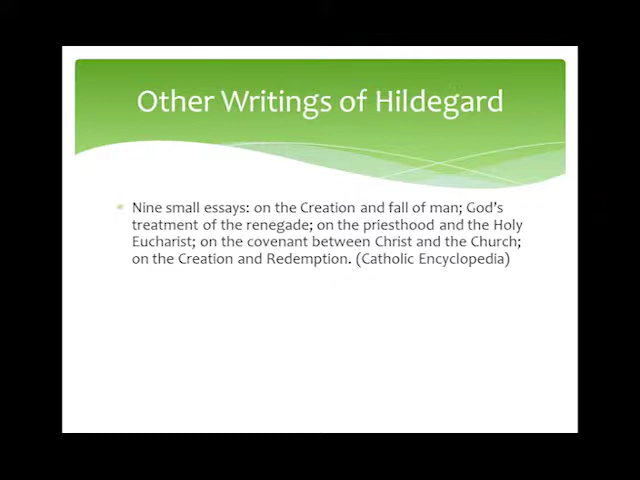 Other Writings of Hildegard
Nine small essays: on the Creation and fall of man; God's
treatment of the renegade; on the priesthood and the Holy
Eucharist; on the covenant between Christ and the Church;
on the Creation and Redemption. (Catholic Encyclopedia)